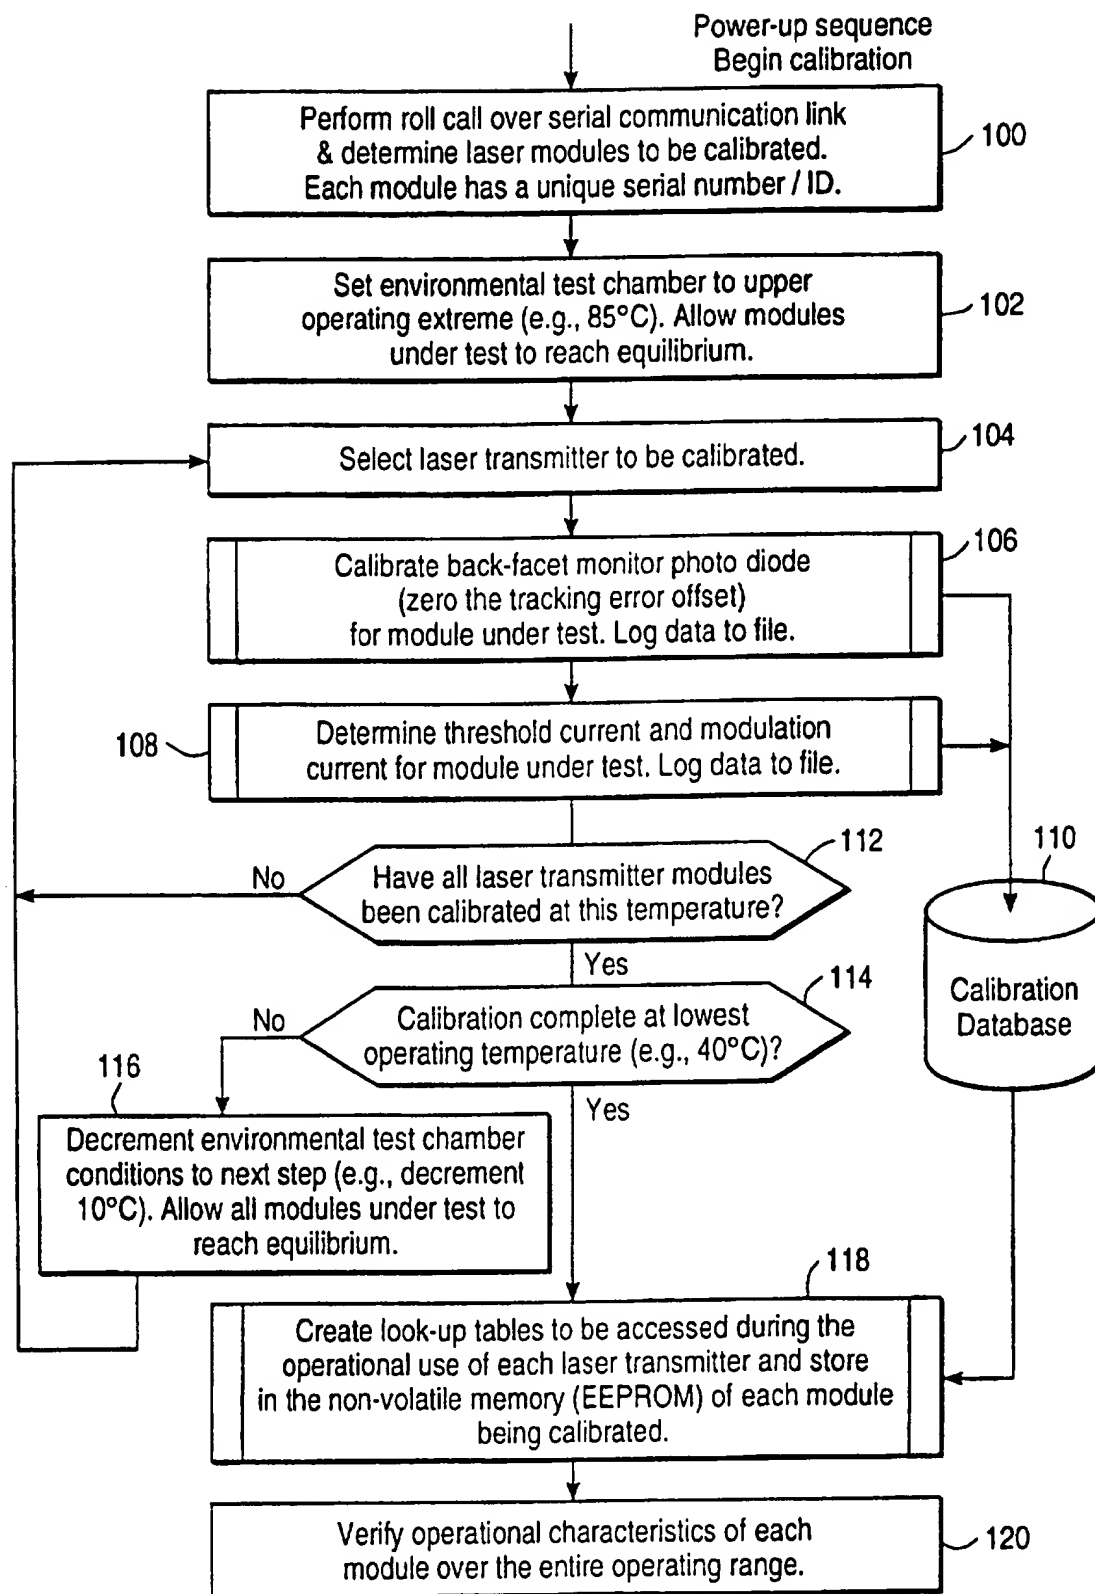 Power-up sequence
Begin calibration
Perform roll call over serial communication link
& determine laser modules to be calibrated.
Each module has a unique serial number / ID.
100
Set environmental test chamber to upper
operating extreme (e.g., 85°C). Allow modules
under test to reach equilibrium.
102
Select laser transmitter to be calibrated.
104
Calibrate back-facet monitor photo diode
(zero the tracking error offset)
for module under test. Log data to file.
106
108
Determine threshold current and modulation
current for module under test. Log data to file.
112
No
Have all laser transmitter modules
been calibrated at this temperature?
Yes
110
Calibration
Database
114
No
Calibration complete at lowest
operating temperature (e.g., 40°C)?
Yes
116
Decrement environmental test chamber
conditions to next step (e.g., decrement
10°C). Allow all modules under test to
reach equilibrium.
118
Create look-up tables to be accessed during the
operational use of each laser transmitter and store
in the non-volatile memory (EEPROM) of each module
being calibrated.
Verify operational characteristics of each
module over the entire operating range.
120